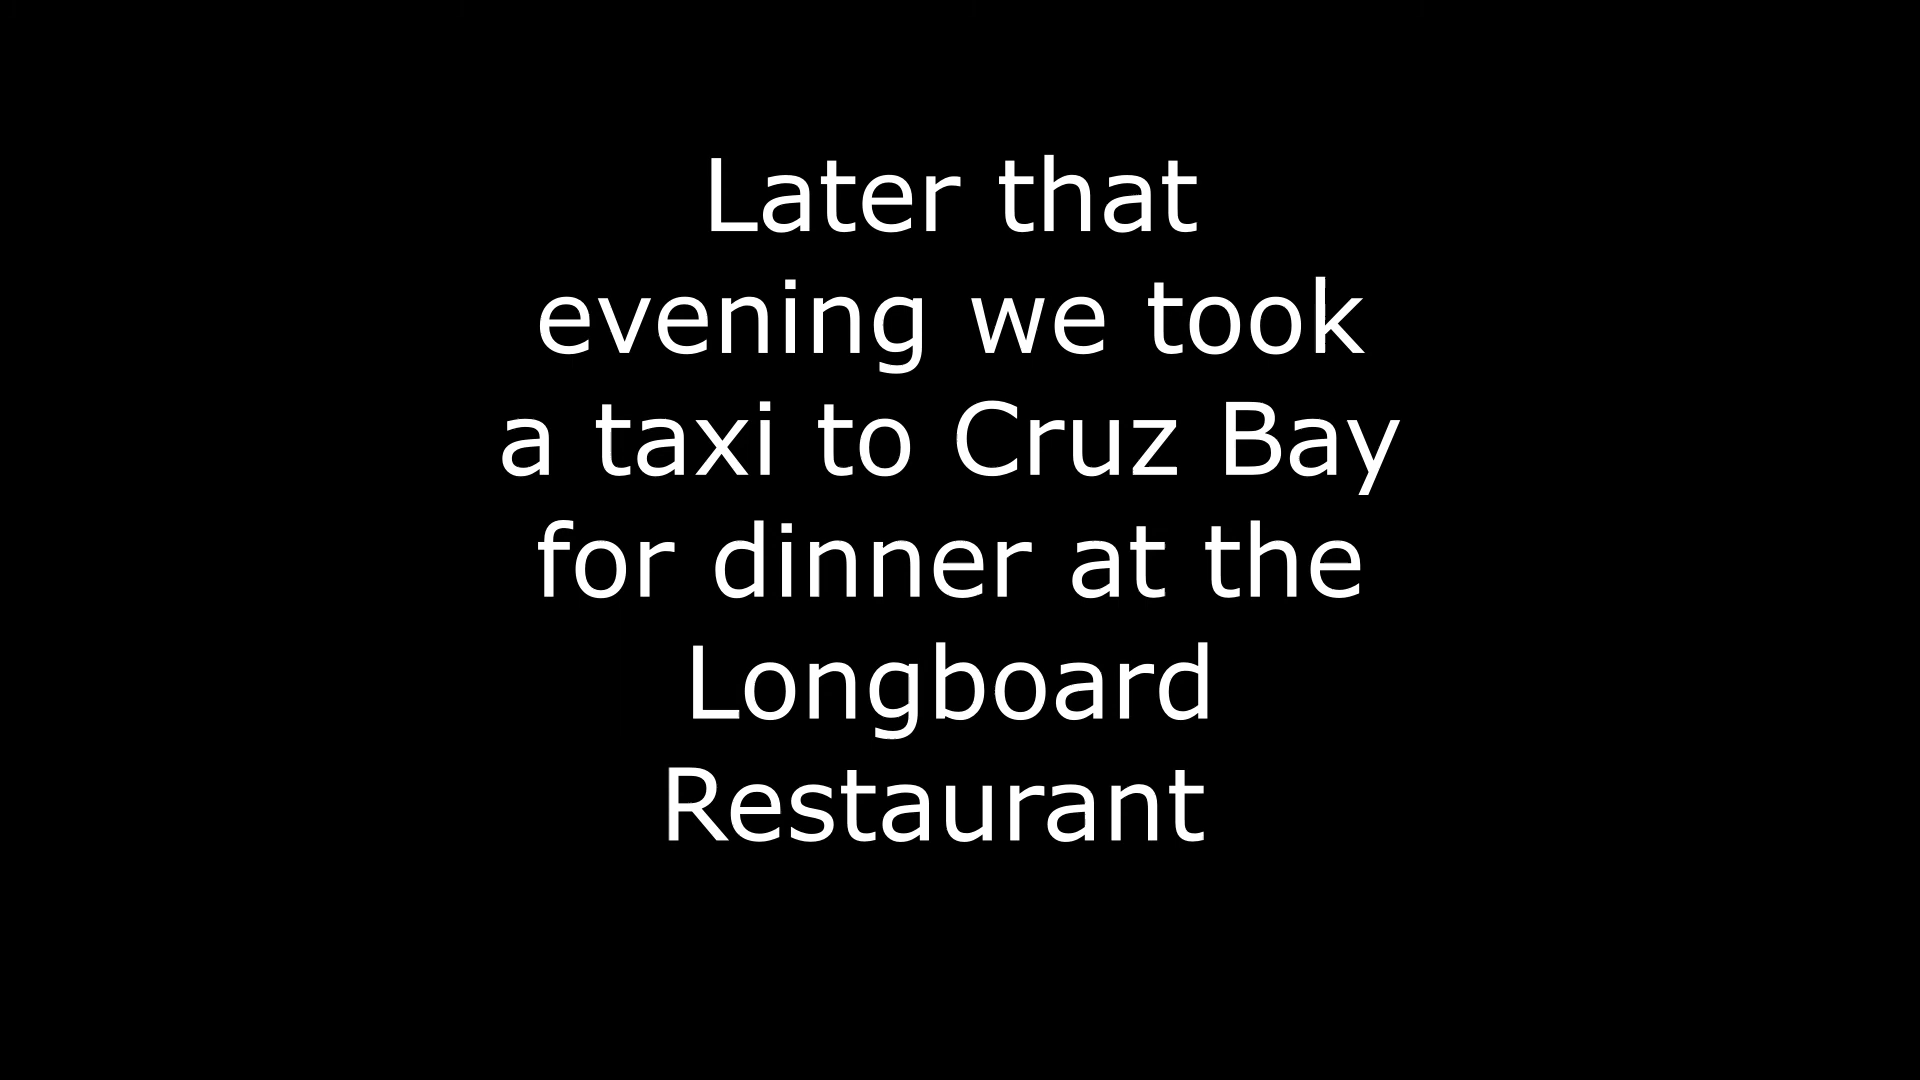 Later that
evening we took
a taxi to Cruz Bay
for dinner at the
Longboard
Restaurant